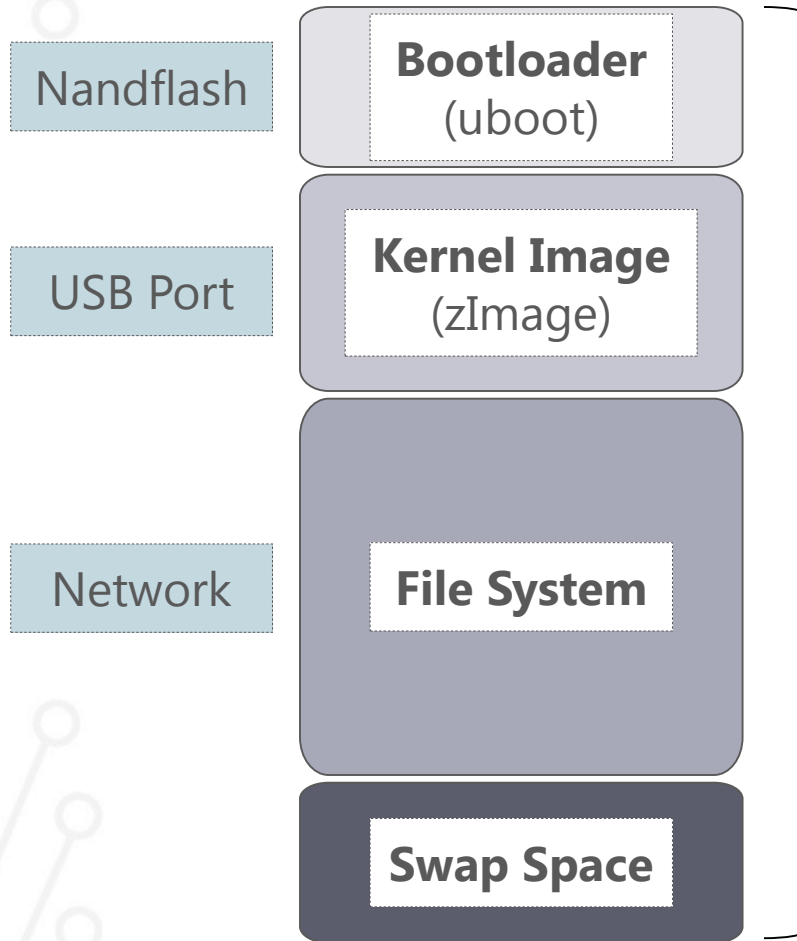 Nandflash
Bootloader
(uboot)
USB Port
Kernel Image
(zImage)
Network
File System
Swap Space